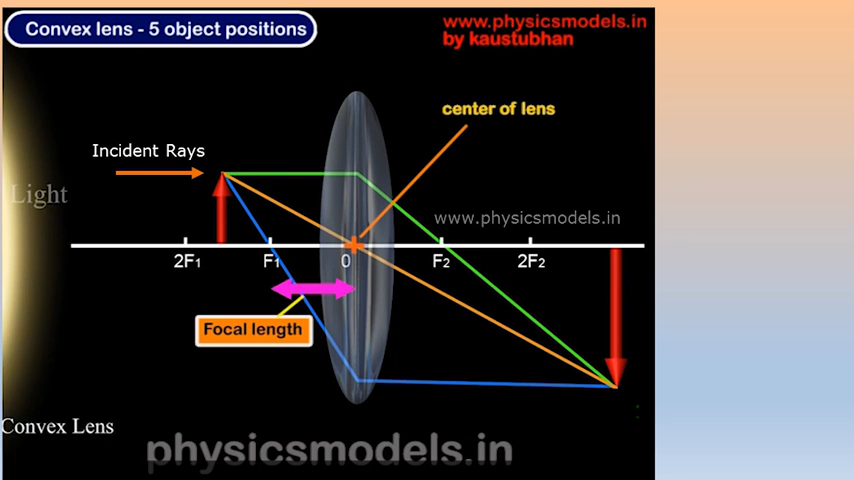 Convex lens - 5 object positions
www.physicsmodels.in
by kaustubhan
center of lens
Incident Rays
Light
www.physicsmodels.in
2F₁
F₁
0
F₂
2F₂
Focal length
Convex Lens
physicsmodels.in